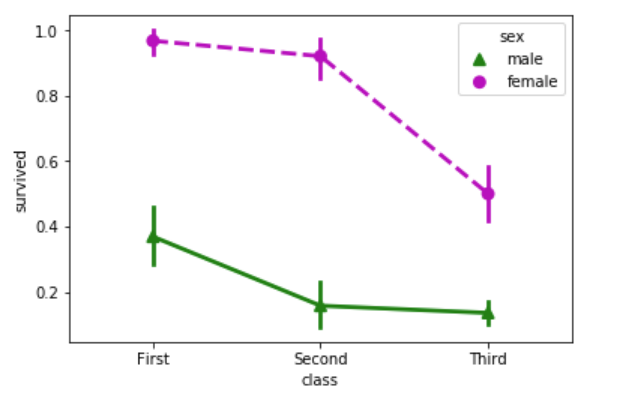 1.0
0.8
0.6
0.4
0.2
survived
sex
male
female
First Second Third
class